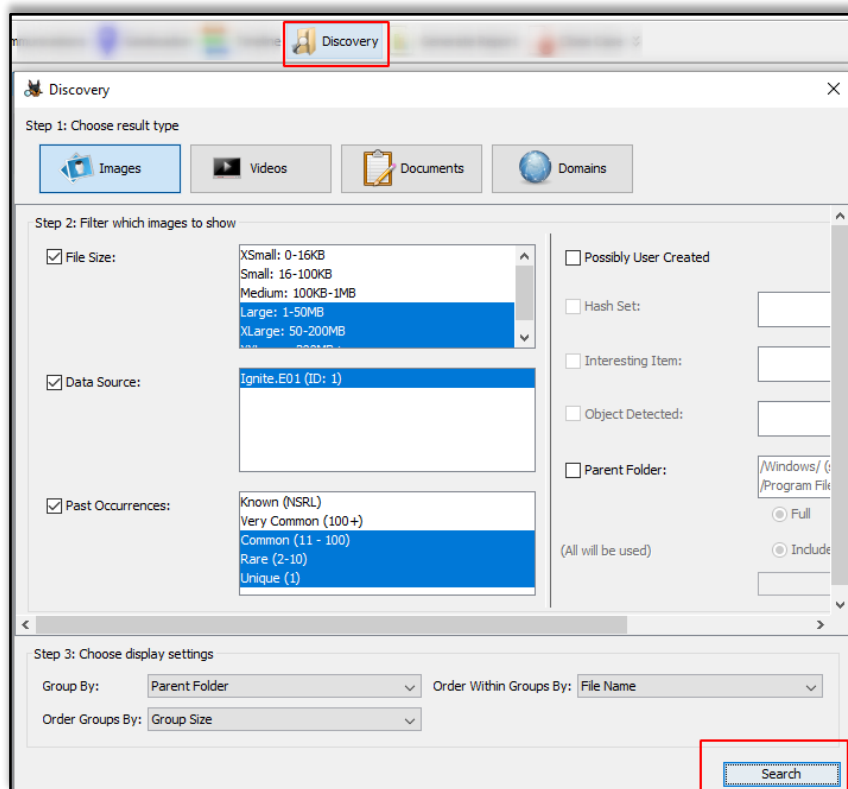 Discovery
Discovery
Step 1: Choose result type
Images
Videos
Documents
Domains
Step 2: Filter which images to show
File Size:
XSmall: 0-16KB
Small: 16-100KB
Medium: 100KB-1MB
Large: 1-50MB
XLarge: 50-200MB
Possibly User Created
Hash Set:
Interesting Item:
Data Source:
Ignite.E01 (ID: 1)
Object Detected:
Parent Folder:
/Windows/ (s
/Program File
Full
Past Occurrences:
Known (NSRL)
Very Common (100+)
Common (11 - 100)
Rare (2-10)
Unique (1)
(All will be used)
Include
Step 3: Choose display settings
Group By:
Parent Folder
Order Within Groups By:
File Name
Order Groups By:
Group Size
Search